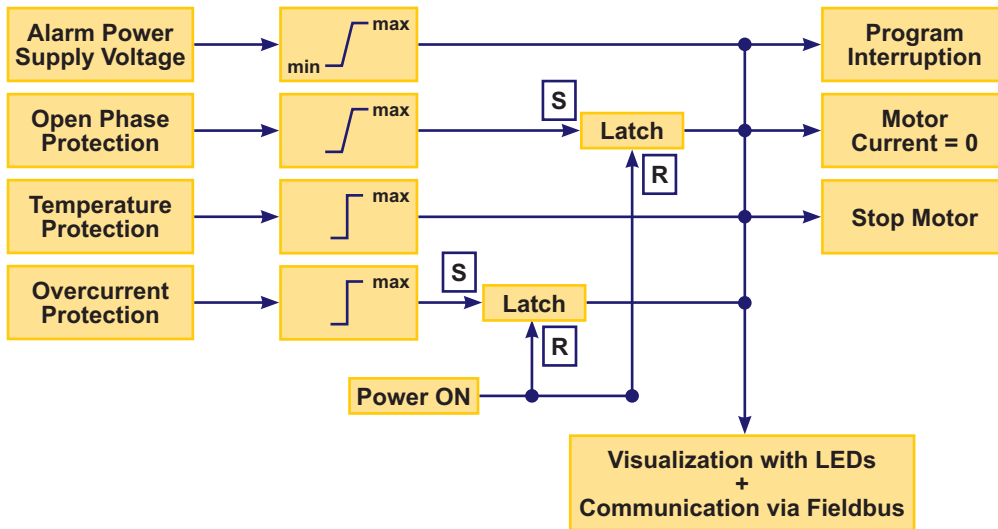 Alarm Power
Supply Voltage
max
min
Program
Interruption
Open Phase
Protection
max
S
Latch
R
Motor
Current = 0
Temperature
Protection
max
Stop Motor
Overcurrent
Protection
max
S
Latch
R
Power ON
Visualization with LEDs
+
Communication via Fieldbus